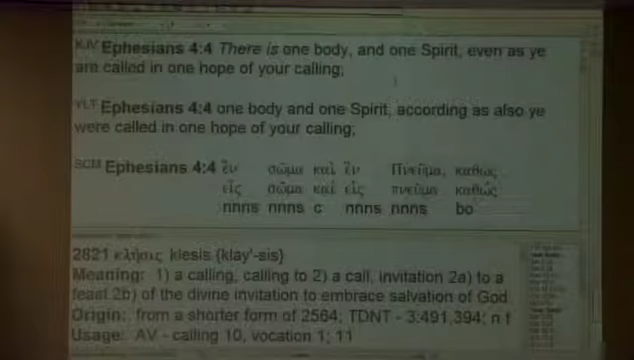 KJV Ephesians 4:4 There is one body, and one Spirit, even as ye
are called in one hope of your calling;
YLT Ephesians 4:4 one body and one Spirit, according as also ye
were called in one hope of your calling;
SCM Ephesians 4:4 ἓν σῶμα καὶ ἓν Πνεῦμα, καθὼς
εἷς σῶμα καί εἷς πνεῦμα καθώς
nnns nnns c nnns nnns bo
2821 κλῆσις klesis {klay'-sis}
Meaning: 1) a calling, calling to 2) a call, invitation 2a) to a
feast 2b) of the divine invitation to embrace salvation of God
Origin: from a shorter form of 2564; TDNT - 3:491,394; n f
Usage: AV - calling 10, vocation 1; 11